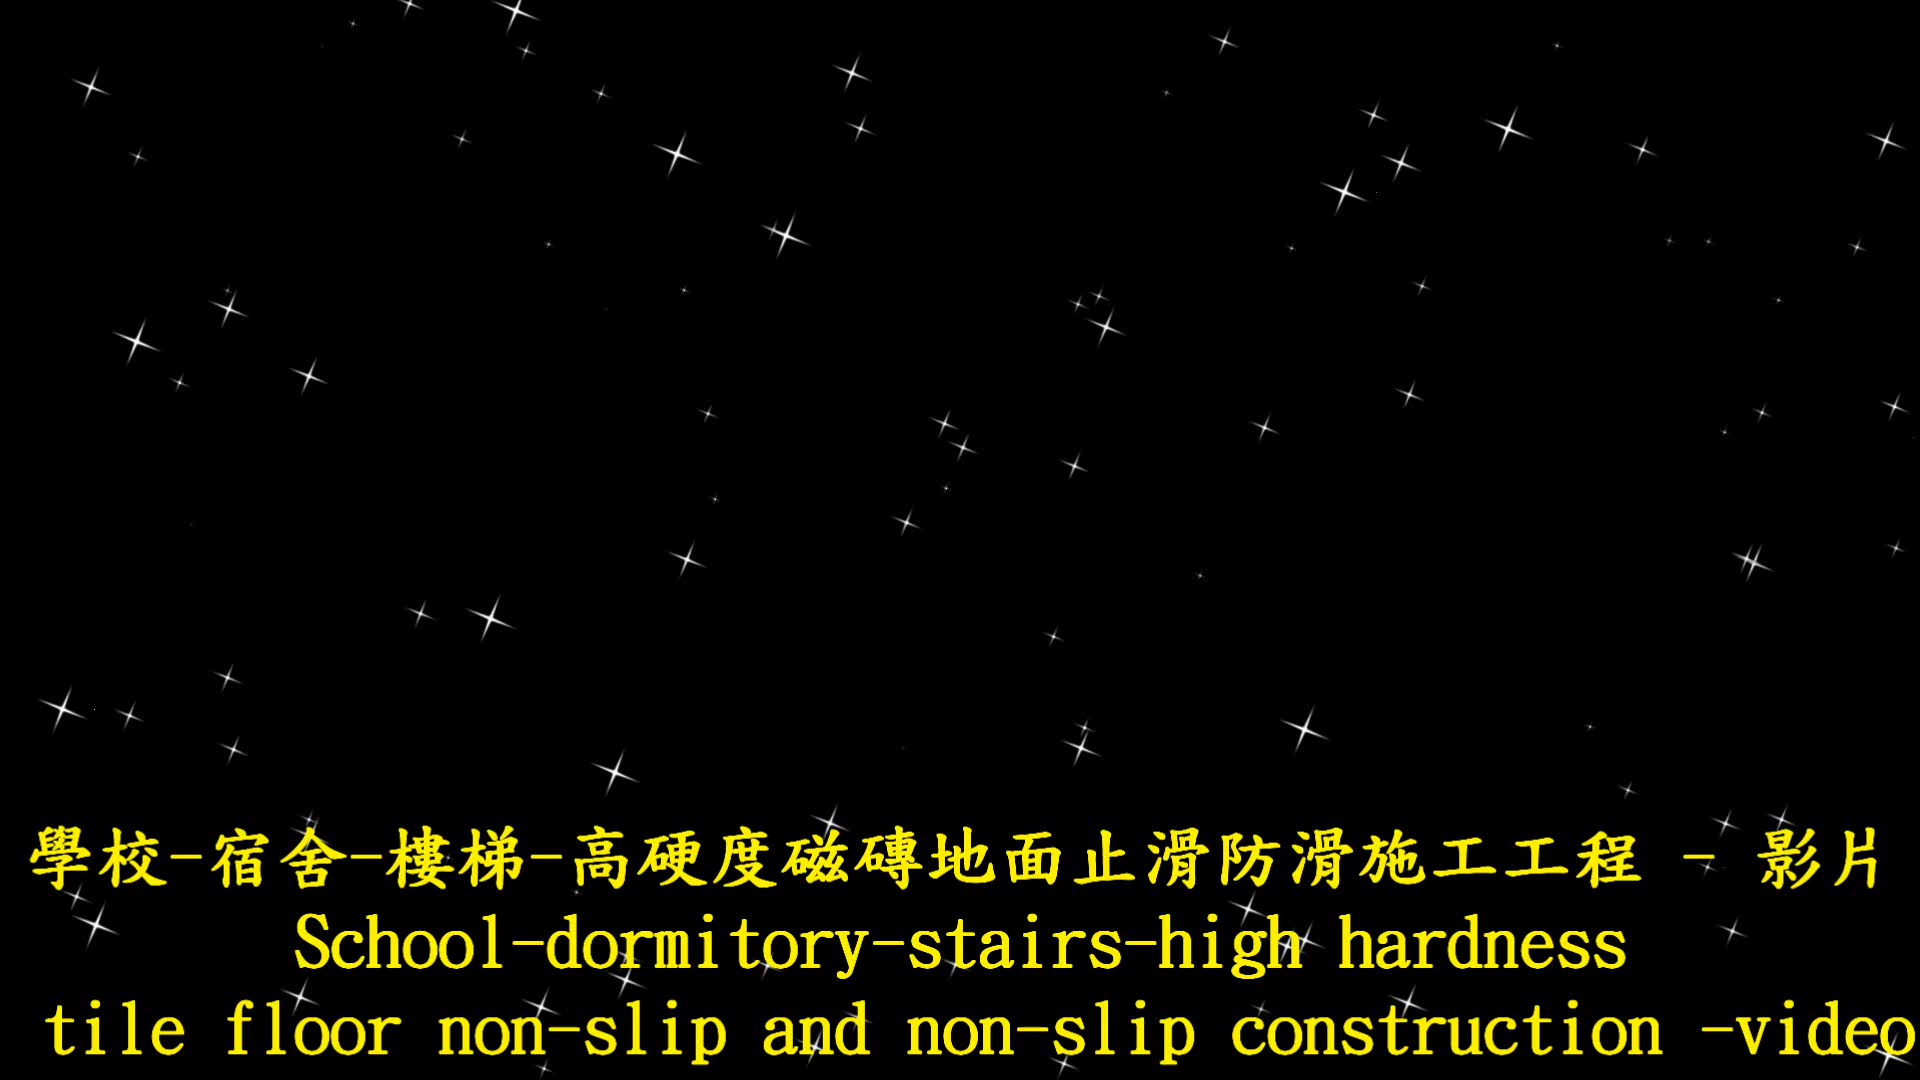 學校-宿舍-樓梯-高硬度磁磚地面止滑防滑施工工程 - 影片
School-dormitory-stairs-high hardness
tile floor non-slip and non-slip construction -video